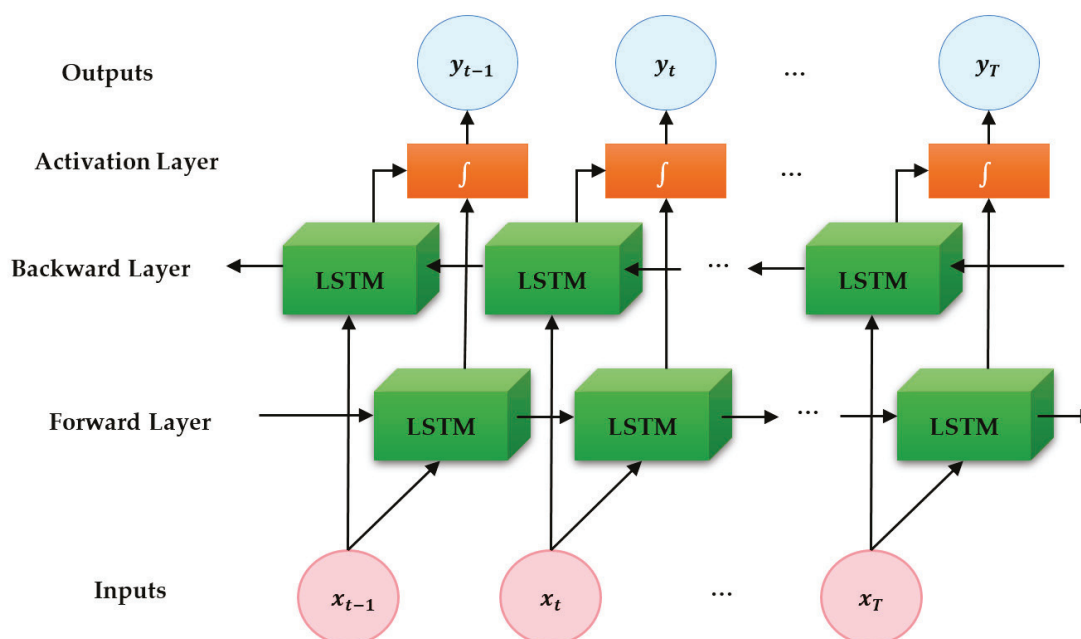 Outputs y_{t−1} y_t ... y_T
Activation Layer ∫ ∫ ... ∫
Backward Layer LSTM LSTM ... LSTM
Forward Layer LSTM LSTM ... LSTM
Inputs x_{t−1} x_t ... x_T